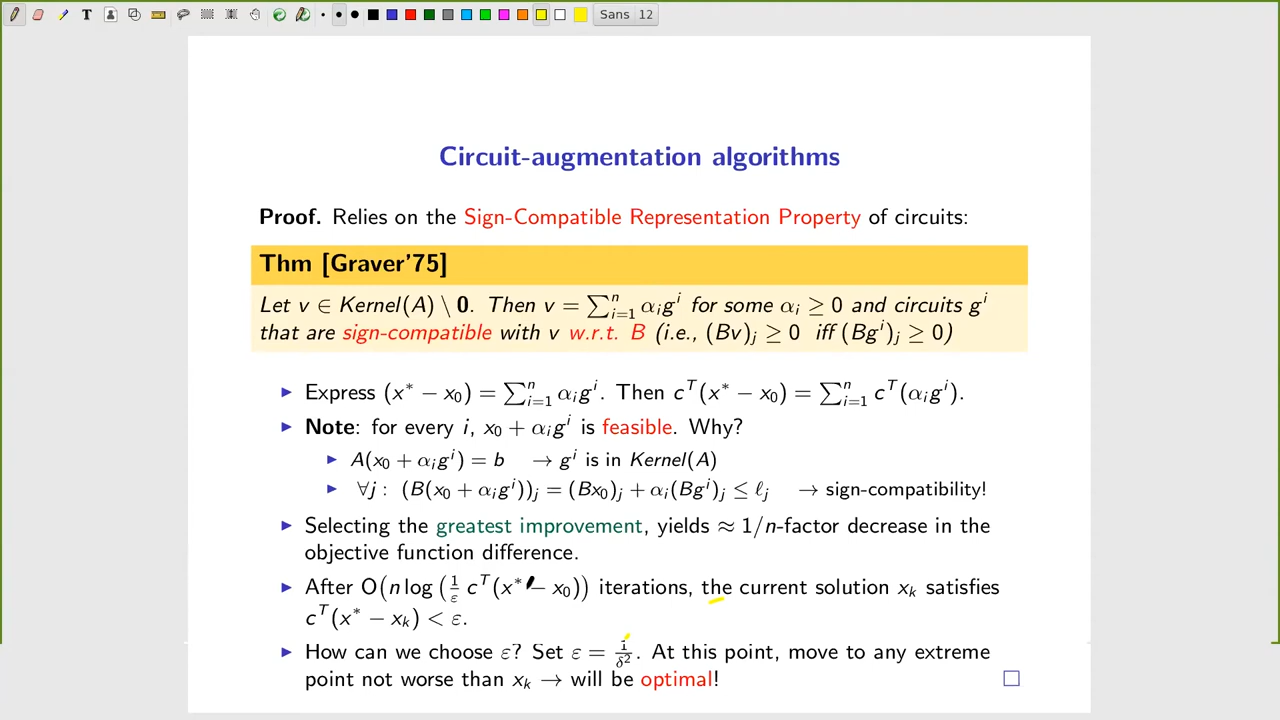 T Sans 12
Circuit-augmentation algorithms
Proof. Relies on the Sign-Compatible Representation Property of circuits:
Thm [Graver'75]
Let v ∈ Kernel(A) \ 0. Then v = ∑ⁿᵢ₌₁ αᵢgⁱ for some αᵢ ≥ 0 and circuits gⁱ
that are sign-compatible with v w.r.t. B (i.e., (Bv)ⱼ ≥ 0 iff (Bgⁱ)ⱼ ≥ 0)
▶ Express (x* − x₀) = ∑ⁿᵢ₌₁ αᵢgⁱ. Then cᵀ(x* − x₀) = ∑ⁿᵢ₌₁ cᵀ(αᵢgⁱ).
▶ Note: for every i, x₀ + αᵢgⁱ is feasible. Why?
▶ A(x₀ + αᵢgⁱ) = b → gⁱ is in Kernel(A)
▶ ∀j : (B(x₀ + αᵢgⁱ))ⱼ = (Bx₀)ⱼ + αᵢ(Bgⁱ)ⱼ ≤ ℓⱼ → sign-compatibility!
▶ Selecting the greatest improvement, yields ≈ 1/n-factor decrease in the
objective function difference.
▶ After O(n log (1/ε cᵀ(x* − x₀)) iterations, the current solution xₖ satisfies
cᵀ(x* − xₖ) < ε.
▶ How can we choose ε? Set ε = 1/δ². At this point, move to any extreme
point not worse than xₖ → will be optimal!